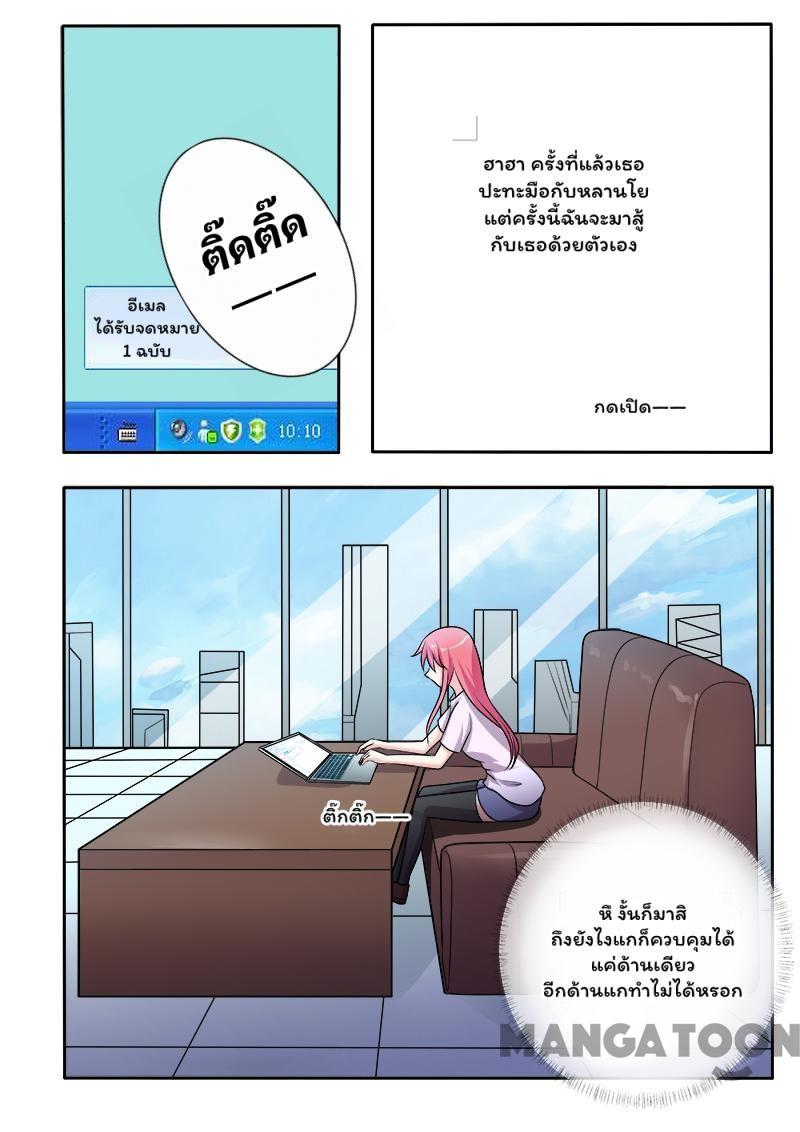 ติ๊ดติ๊ด
——
อีเมล
ได้รับจดหมาย
1 ฉบับ
10:10
ฮาฮา ครั้งที่แล้วเธอ
ปะทะมือกับหลานโย
แต่ครั้งนี้ฉันจะมาสู้
กับเธอด้วยตัวเอง
กดเปิด——
ติ๊กติ๊ก——
หึ งั้นก็มาสิ
ถึงยังไงแกก็ควบคุมได้
แค่ด้านเดียว
อีกด้านแกทำไม่ได้หรอก
MANGATOON